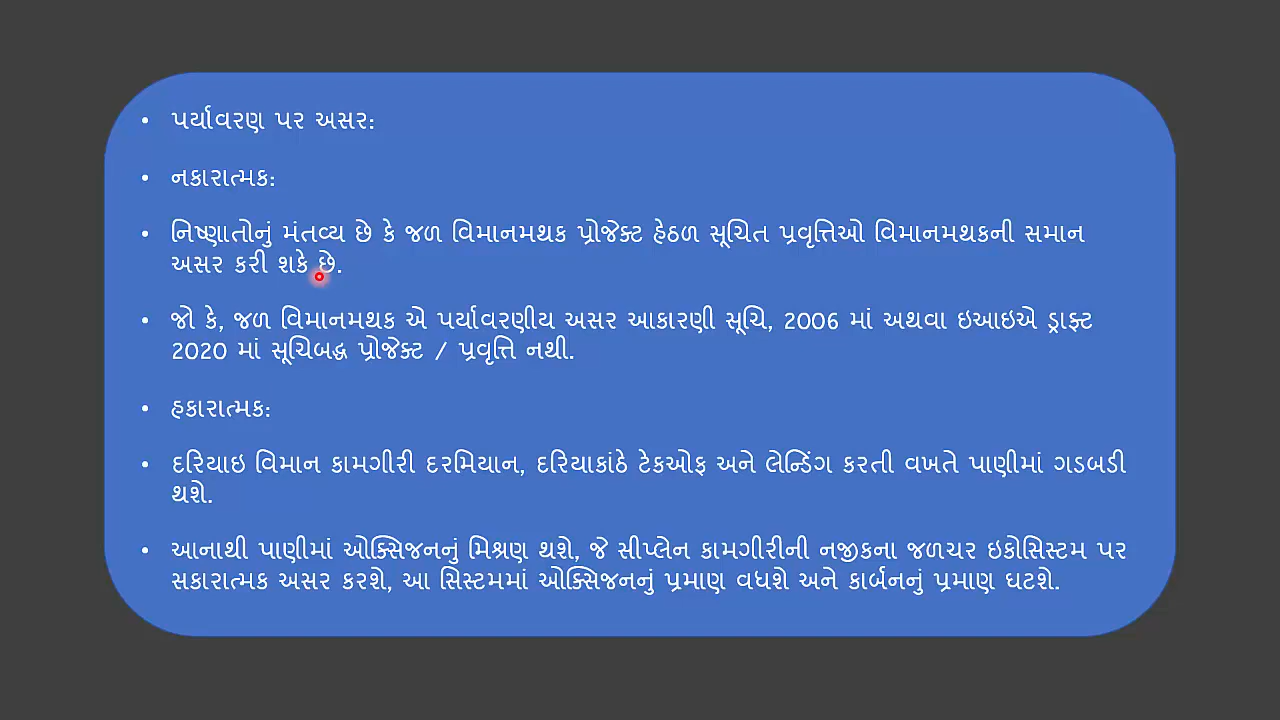 • પર્યાવરણ પર અસર:
• નકારાત્મક:
• નિષ્ણાતોનું મંતવ્ય છે કે જળ વિમાનમથક પ્રોજેક્ટ હેઠળ સૂચિત પ્રવૃત્તિઓ વિમાનમથકની સમાન
અસર કરી શકે છે.
• જો કે, જળ વિમાનમથક એ પર્યાવરણીય અસર આકારણી સૂચિ, 2006 માં અથવા ઇઆઇએ ડ્રાફ્ટ
2020 માં સૂચિબદ્ધ પ્રોજેક્ટ / પ્રવૃત્તિ નથી.
• હકારાત્મક:
• દરિયાઇ વિમાન કામગીરી દરમિયાન, દરિયાકાંઠે ટેકઓફ અને લેન્ડિંગ કરતી વખતે પાણીમાં ગડબડી
થશે.
• આનાથી પાણીમાં ઓક્સિજનનું મિશ્રણ થશે, જે સીપ્લેન કામગીરીની નજીકના જળચર ઇકોસિસ્ટમ પર
સકારાત્મક અસર કરશે, આ સિસ્ટમમાં ઓક્સિજનનું પ્રમાણ વધશે અને કાર્બનનું પ્રમાણ ઘટશે.